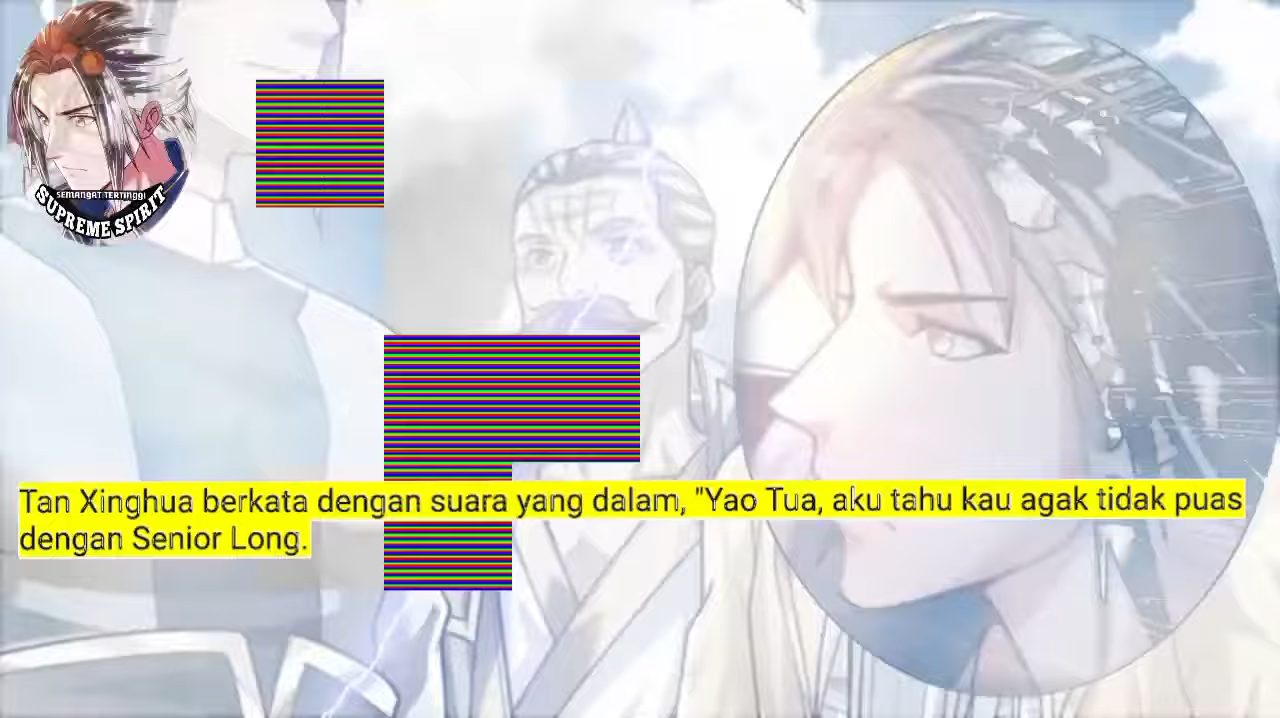 SEMANGAT TERTINGGI
SUPREME SPIRIT
Tan Xinghua berkata dengan suara yang dalam, "Yao Tua, aku tahu kau agak tidak puas
dengan Senior Long.